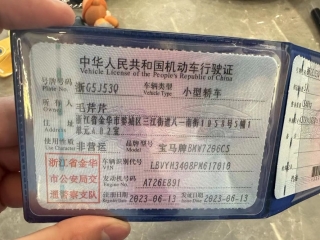 中华人民共和国机动车行驶证
Vehicle License of the People's Republic of China
号牌号码 浙G5J530 车辆类型 小型轿车
Plate No. Vehicle Type
所有人 毛芹芹
住址 浙江省金华市婺城区三江街道八一南街1958号5幢1
单元402室
使用性质 非营运 品牌型号 宝马牌BMW7206CS
Use Character Model
浙江省金华 车辆识别代号
VIN LBVYM3408PM617010
市公安局交 发动机号码
Engine No. A726E891
通警察支队 注册日期 2023-06-13 发证日期 2023-06-13